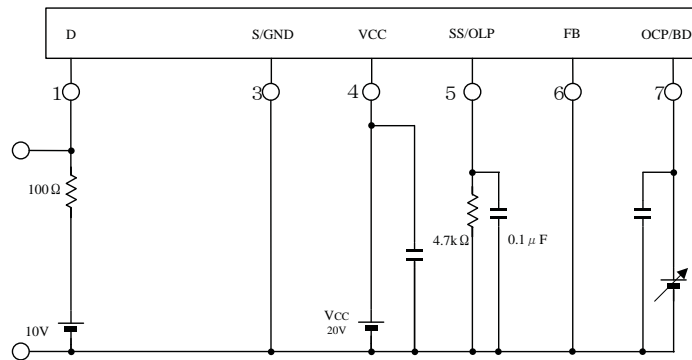 D S/GND VCC SS/OLP FB OCP/BD
1 3 4 5 6 7
100Ω
4.7kΩ 0.1μF
10V
VCC
20V